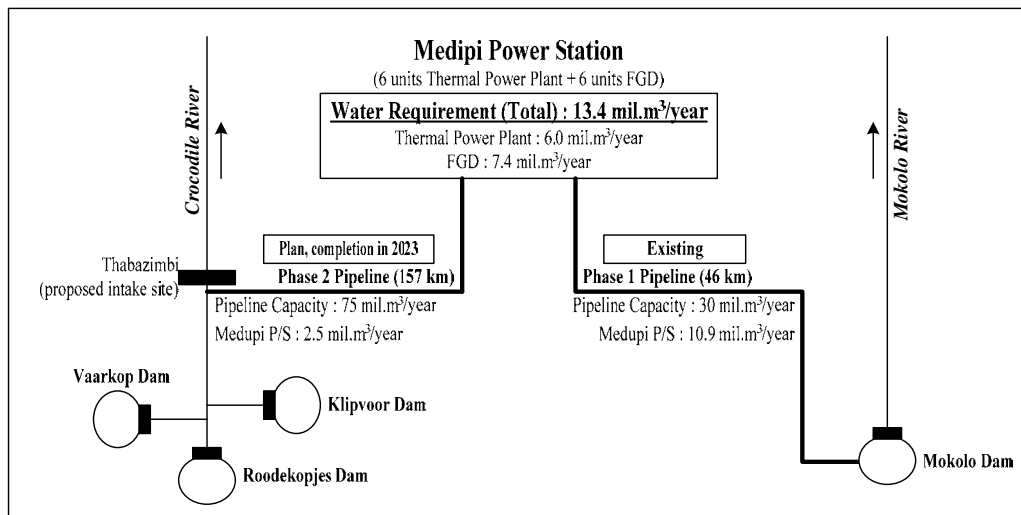 Medipi Power Station
(6 units Thermal Power Plant + 6 units FGD)
Water Requirement (Total) : 13.4 mil.m³/year
Thermal Power Plant : 6.0 mil.m³/year
FGD : 7.4 mil.m³/year
Crocodile River
Mokolo River
Plan, completion in 2023
Existing
Thabazimbi
(proposed intake site)
Phase 2 Pipeline (157 km)
Phase 1 Pipeline (46 km)
Pipeline Capacity : 75 mil.m³/year
Medupi P/S : 2.5 mil.m³/year
Pipeline Capacity : 30 mil.m³/year
Medupi P/S : 10.9 mil.m³/year
Vaarkop Dam
Klipvoor Dam
Roodekopjes Dam
Mokolo Dam